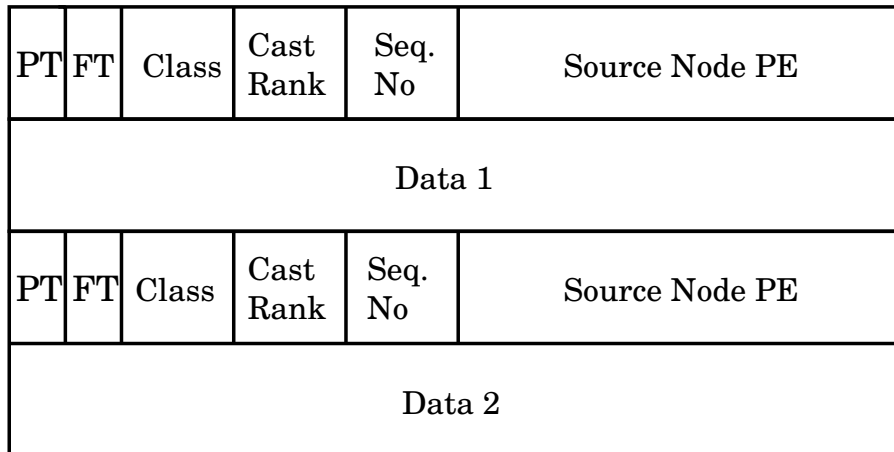 PT FT Class Cast Rank Seq. No Source Node PE
Data 1
PT FT Class Cast Rank Seq. No Source Node PE
Data 2